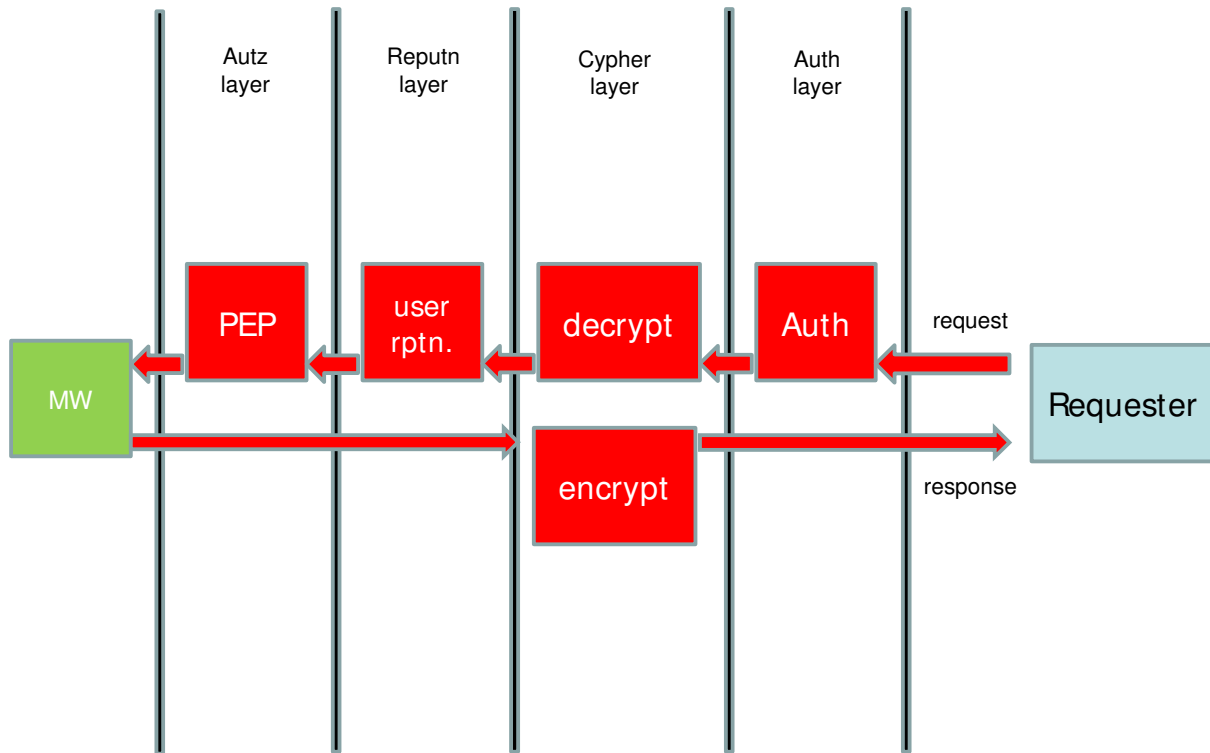 Autz
layer
Reputn
layer
Cypher
layer
Auth
layer
PEP
user
rptn.
decrypt
Auth
request
MW
Requester
encrypt
response